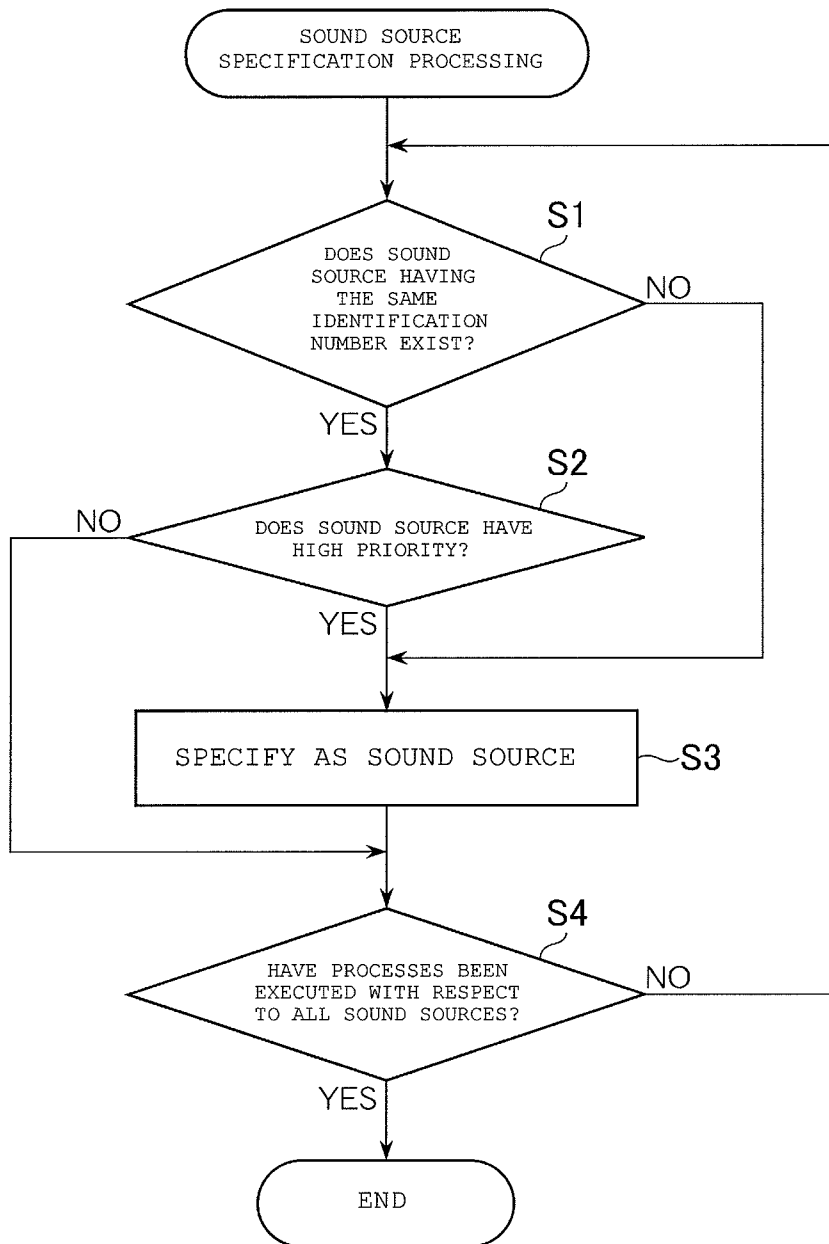 SOUND SOURCE
SPECIFICATION PROCESSING
S1
DOES SOUND
SOURCE HAVING
THE SAME
IDENTIFICATION
NUMBER EXIST?
NO
YES
S2
NO
DOES SOUND SOURCE HAVE
HIGH PRIORITY?
YES
SPECIFY AS SOUND SOURCE
S3
S4
HAVE PROCESSES BEEN
EXECUTED WITH RESPECT
TO ALL SOUND SOURCES?
NO
YES
END